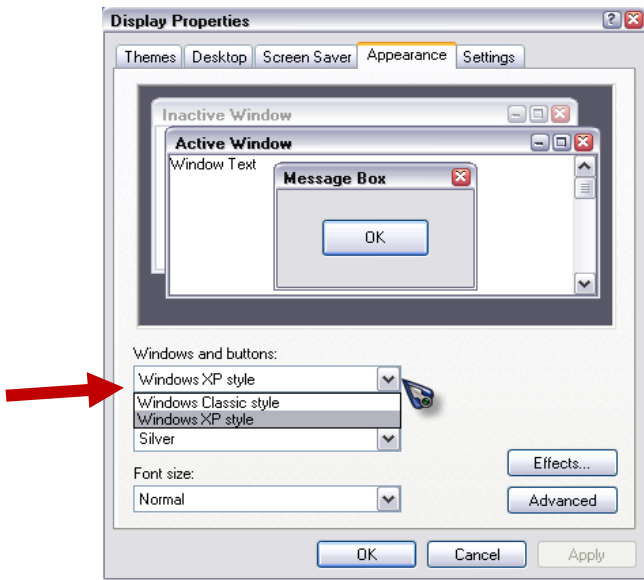 Display Properties
Themes Desktop Screen Saver Appearance Settings
Inactive Window
Active Window
Window Text
Message Box
OK
Windows and buttons:
Windows XP style
Windows Classic style
Windows XP style
Silver
Font size:
Normal
Effects...
Advanced
OK Cancel Apply